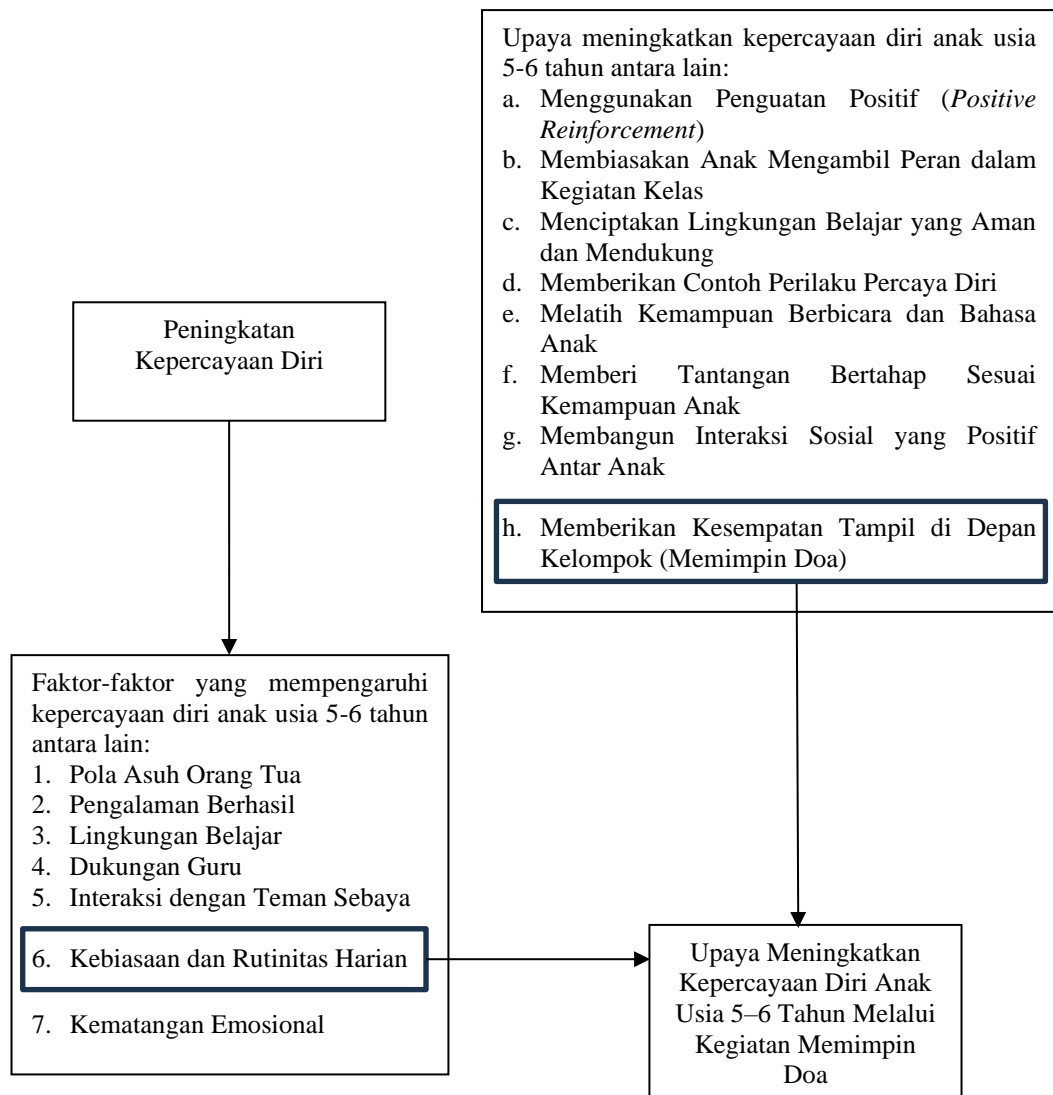 Upaya meningkatkan kepercayaan diri anak usia
5-6 tahun antara lain:
a. Menggunakan Penguatan Positif (Positive
Reinforcement)
b. Membiasakan Anak Mengambil Peran dalam
Kegiatan Kelas
c. Menciptakan Lingkungan Belajar yang Aman
dan Mendukung
d. Memberikan Contoh Perilaku Percaya Diri
e. Melatih Kemampuan Berbicara dan Bahasa
Anak
f. Memberi Tantangan Bertahap Sesuai
Kemampuan Anak
g. Membangun Interaksi Sosial yang Positif
Antar Anak
h. Memberikan Kesempatan Tampil di Depan
Kelompok (Memimpin Doa)
Peningkatan
Kepercayaan Diri
Faktor-faktor yang mempengaruhi
kepercayaan diri anak usia 5-6 tahun
antara lain:
1. Pola Asuh Orang Tua
2. Pengalaman Berhasil
3. Lingkungan Belajar
4. Dukungan Guru
5. Interaksi dengan Teman Sebaya
6. Kebiasaan dan Rutinitas Harian
7. Kematangan Emosional
Upaya Meningkatkan
Kepercayaan Diri Anak
Usia 5–6 Tahun Melalui
Kegiatan Memimpin
Doa